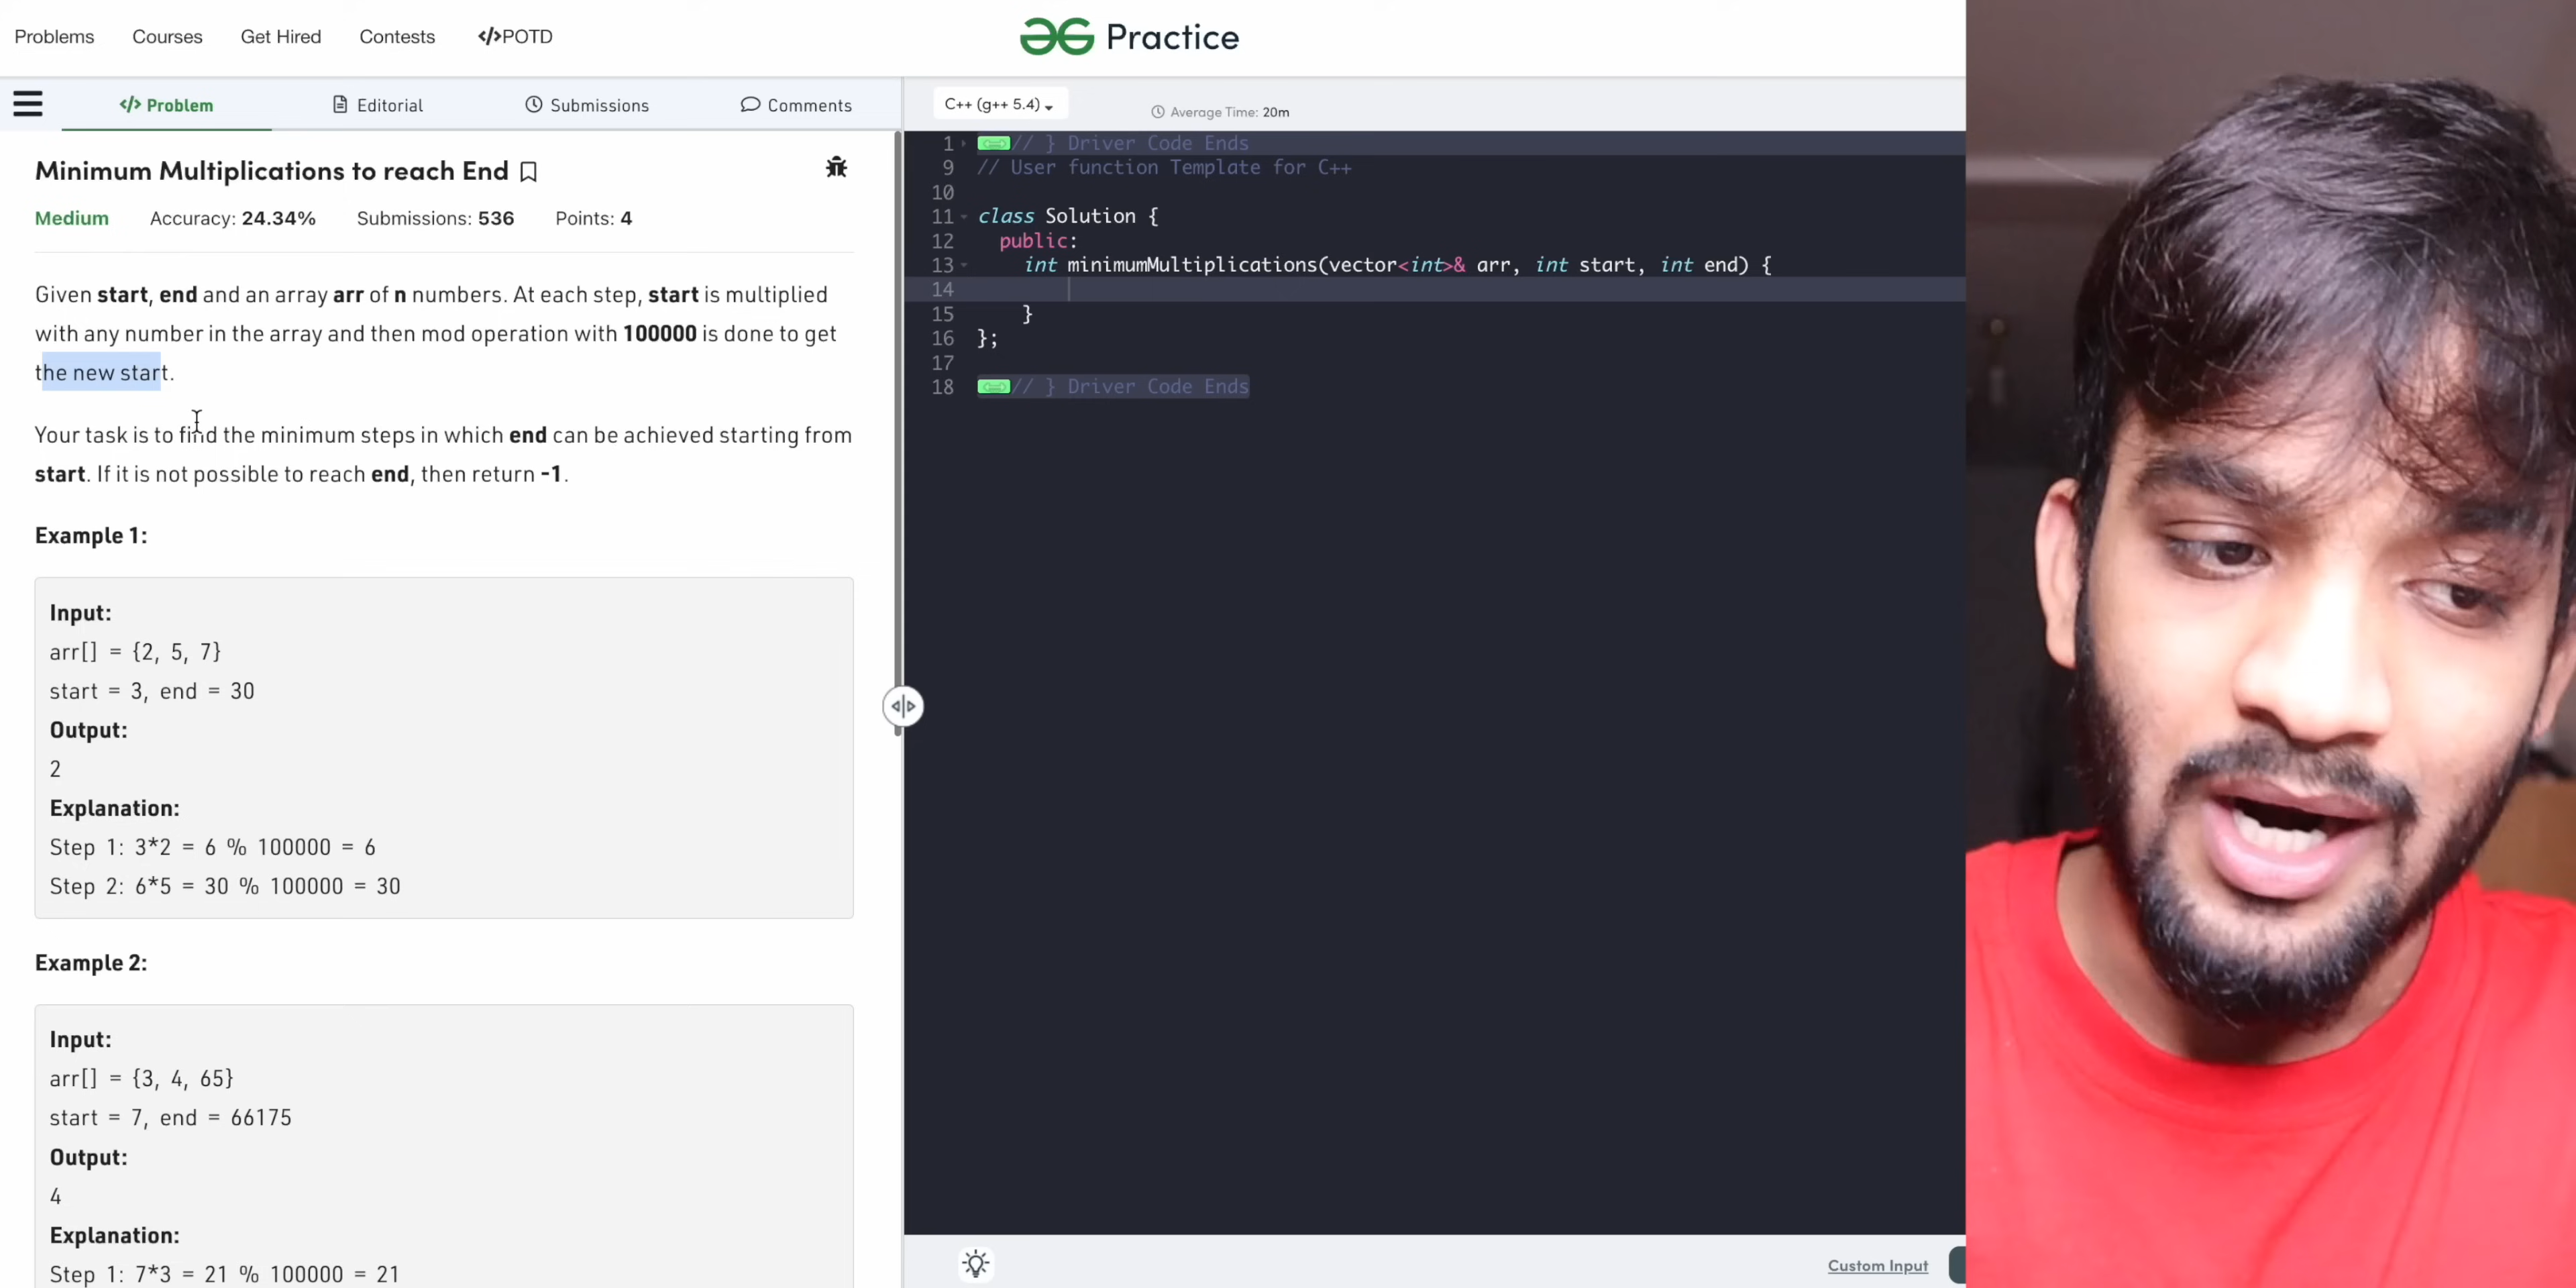 Problems Courses Get Hired Contests </>POTD
Practice
</> Problem Editorial Submissions Comments
C++ (g++ 5.4) Average Time: 20m
Minimum Multiplications to reach End
Medium Accuracy: 24.34% Submissions: 536 Points: 4
Given start, end and an array arr of n numbers. At each step, start is multiplied
with any number in the array and then mod operation with 100000 is done to get
the new start.
Your task is to find the minimum steps in which end can be achieved starting from
start. If it is not possible to reach end, then return -1.
Example 1:
Input:
arr[] = {2, 5, 7}
start = 3, end = 30
Output:
2
Explanation:
Step 1: 3*2 = 6 % 100000 = 6
Step 2: 6*5 = 30 % 100000 = 30
Example 2:
Input:
arr[] = {3, 4, 65}
start = 7, end = 66175
Output:
4
Explanation:
Step 1: 7*3 = 21 % 100000 = 21
1 // } Driver Code Ends
9 // User function Template for C++
10
11 class Solution {
12 public:
13 int minimumMultiplications(vector<int>& arr, int start, int end) {
14
15 }
16 };
17
18 // } Driver Code Ends
Custom Input